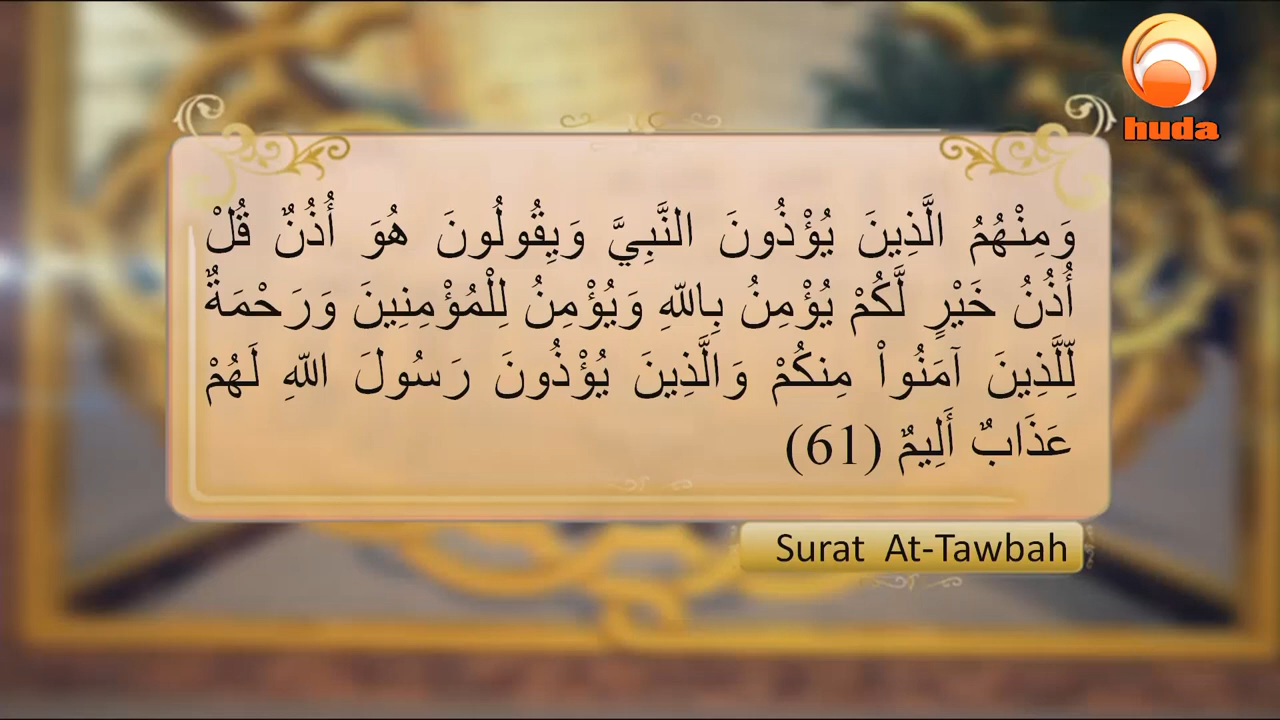 huda
وَمِنْهُمُ الَّذِينَ يُؤْذُونَ النَّبِيَّ وَيِقُولُونَ هُوَ أُذُنٌ قُلْ
أُذُنُ خَيْرٍ لَّكُمْ يُؤْمِنُ بِاللّهِ وَيُؤْمِنُ لِلْمُؤْمِنِينَ وَرَحْمَةٌ
لِّلَّذِينَ آمَنُواْ مِنكُمْ وَالَّذِينَ يُؤْذُونَ رَسُولَ اللّهِ لَهُمْ
عَذَابٌ أَلِيمٌ (61)
Surat At-Tawbah